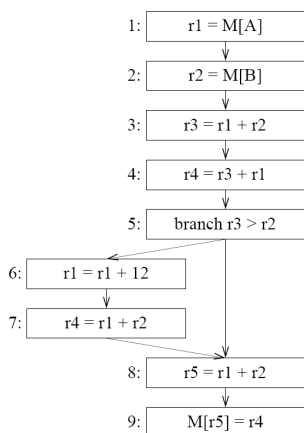 1: r1 = M[A]
2: r2 = M[B]
3: r3 = r1 + r2
4: r4 = r3 + r1
5: branch r3 > r2
6: r1 = r1 + 12
7: r4 = r1 + r2
8: r5 = r1 + r2
9: M[r5] = r4